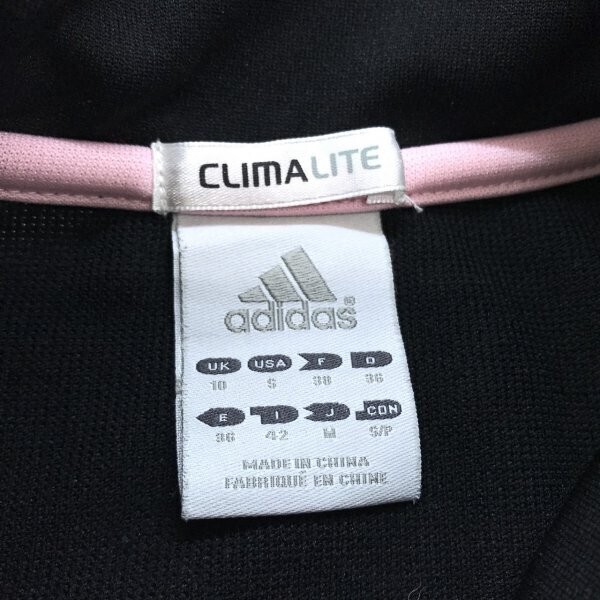 CLIMALITE
adidas®
UK USA F D
10 S 38 36
E I J CON
36 42 M S/P
MADE IN CHINA
FABRIQUÉ EN CHINE